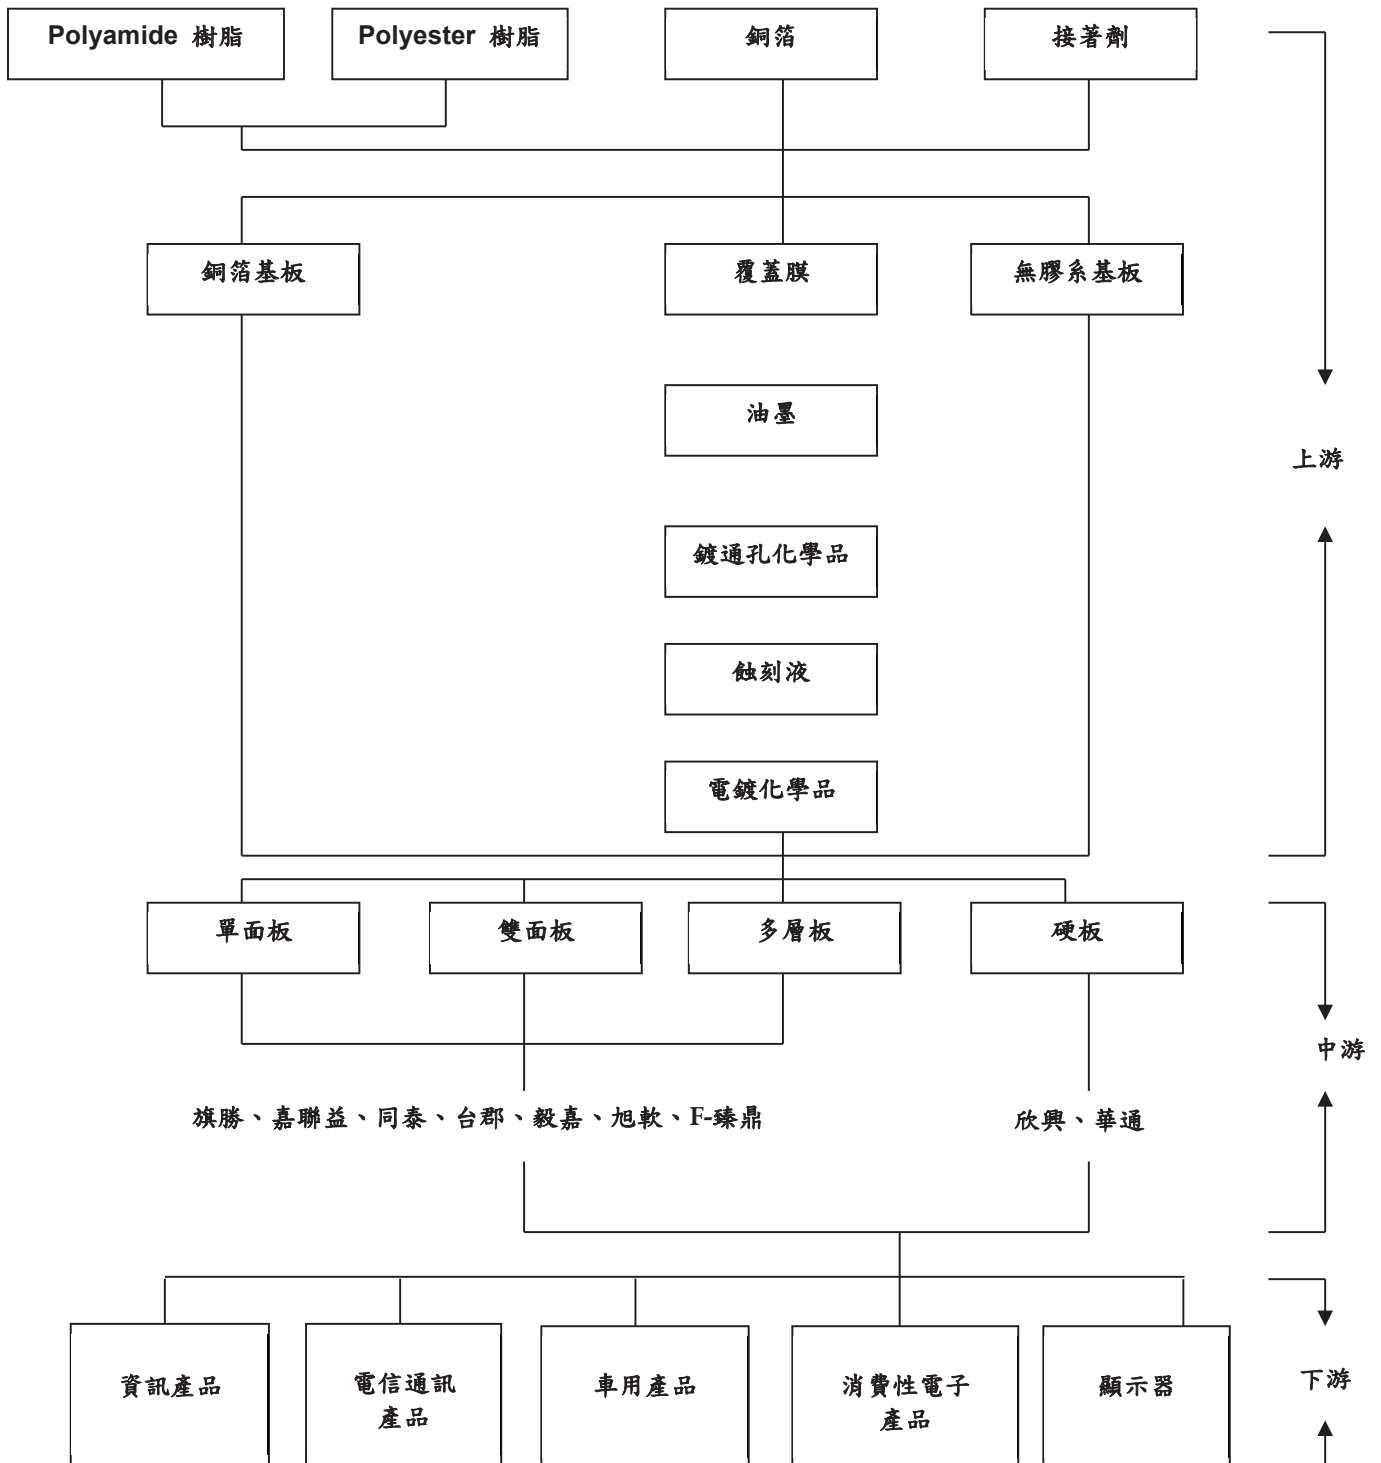 Polyamide 樹脂
Polyester 樹脂
銅箔
接著劑
銅箔基板
覆蓋膜
無膠系基板
油墨
上游
鍍通孔化學品
蝕刻液
電鍍化學品
單面板
雙面板
多層板
硬板
中游
旗勝、嘉聯益、同泰、台郡、毅嘉、旭軟、F-臻鼎
欣興、華通
資訊產品
電信通訊
產品
車用產品
消費性電子
產品
顯示器
下游